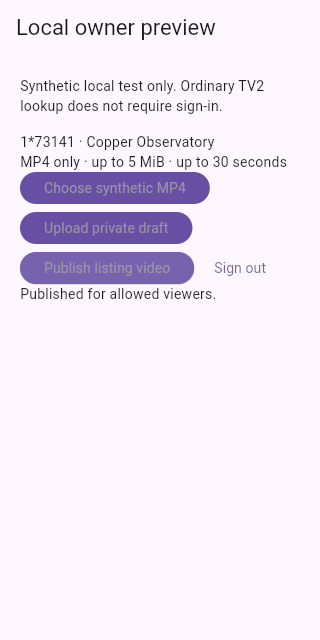 Local owner preview
Synthetic local test only. Ordinary TV2
lookup does not require sign-in.
1*73141 · Copper Observatory
MP4 only · up to 5 MiB · up to 30 seconds
Choose synthetic MP4
Upload private draft
Publish listing video
Sign out
Published for allowed viewers.